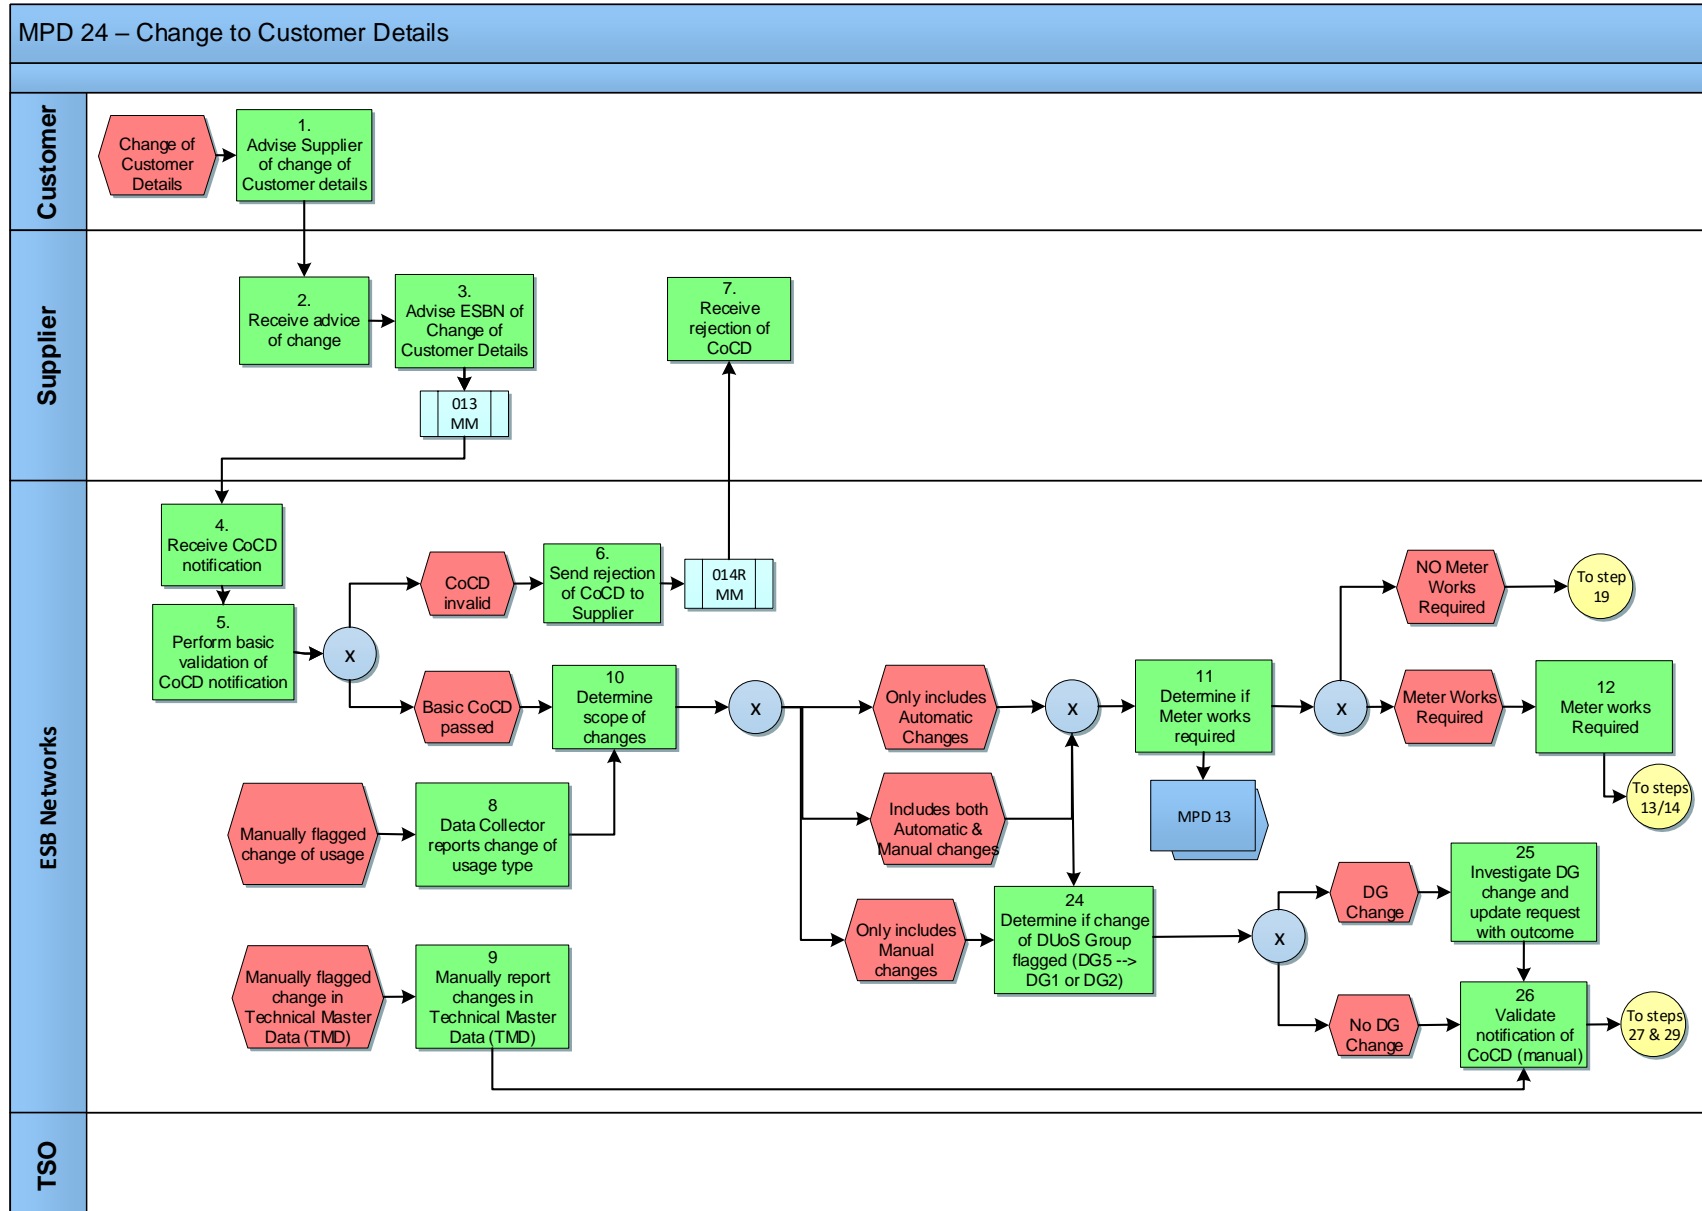 MPD 24 – Change to Customer Details
Customer
Change of
Customer
Details
1.
Advise Supplier
of change of
Customer details
Supplier
2.
Receive advice
of change
3.
Advise ESBN of
Change of
Customer Details
013
MM
7.
Receive
rejection of
CoCD
ESB Networks
4.
Receive CoCD
notification
5.
Perform basic
validation of
CoCD notification
X
CoCD
invalid
6.
Send rejection
of CoCD to
Supplier
014R
MM
Basic CoCD
passed
10
Determine
scope of
changes
X
Only includes
Automatic
Changes
X
11
Determine if
Meter works
required
MPD 13
X
NO Meter
Works
Required
To step
19
Meter Works
Required
12
Meter works
Required
To steps
13/14
Manually flagged
change of usage
8
Data Collector
reports change of
usage type
Includes both
Automatic &
Manual changes
Only includes
Manual
changes
24
Determine if change
of DUoS Group
flagged (DG5 -->
DG1 or DG2)
X
DG
Change
25
Investigate DG
change and
update request
with outcome
No DG
Change
26
Validate
notification of
CoCD (manual)
To steps
27 & 29
Manually flagged
change in
Technical Master
Data (TMD)
9
Manually report
changes in
Technical Master
Data (TMD)
TSO